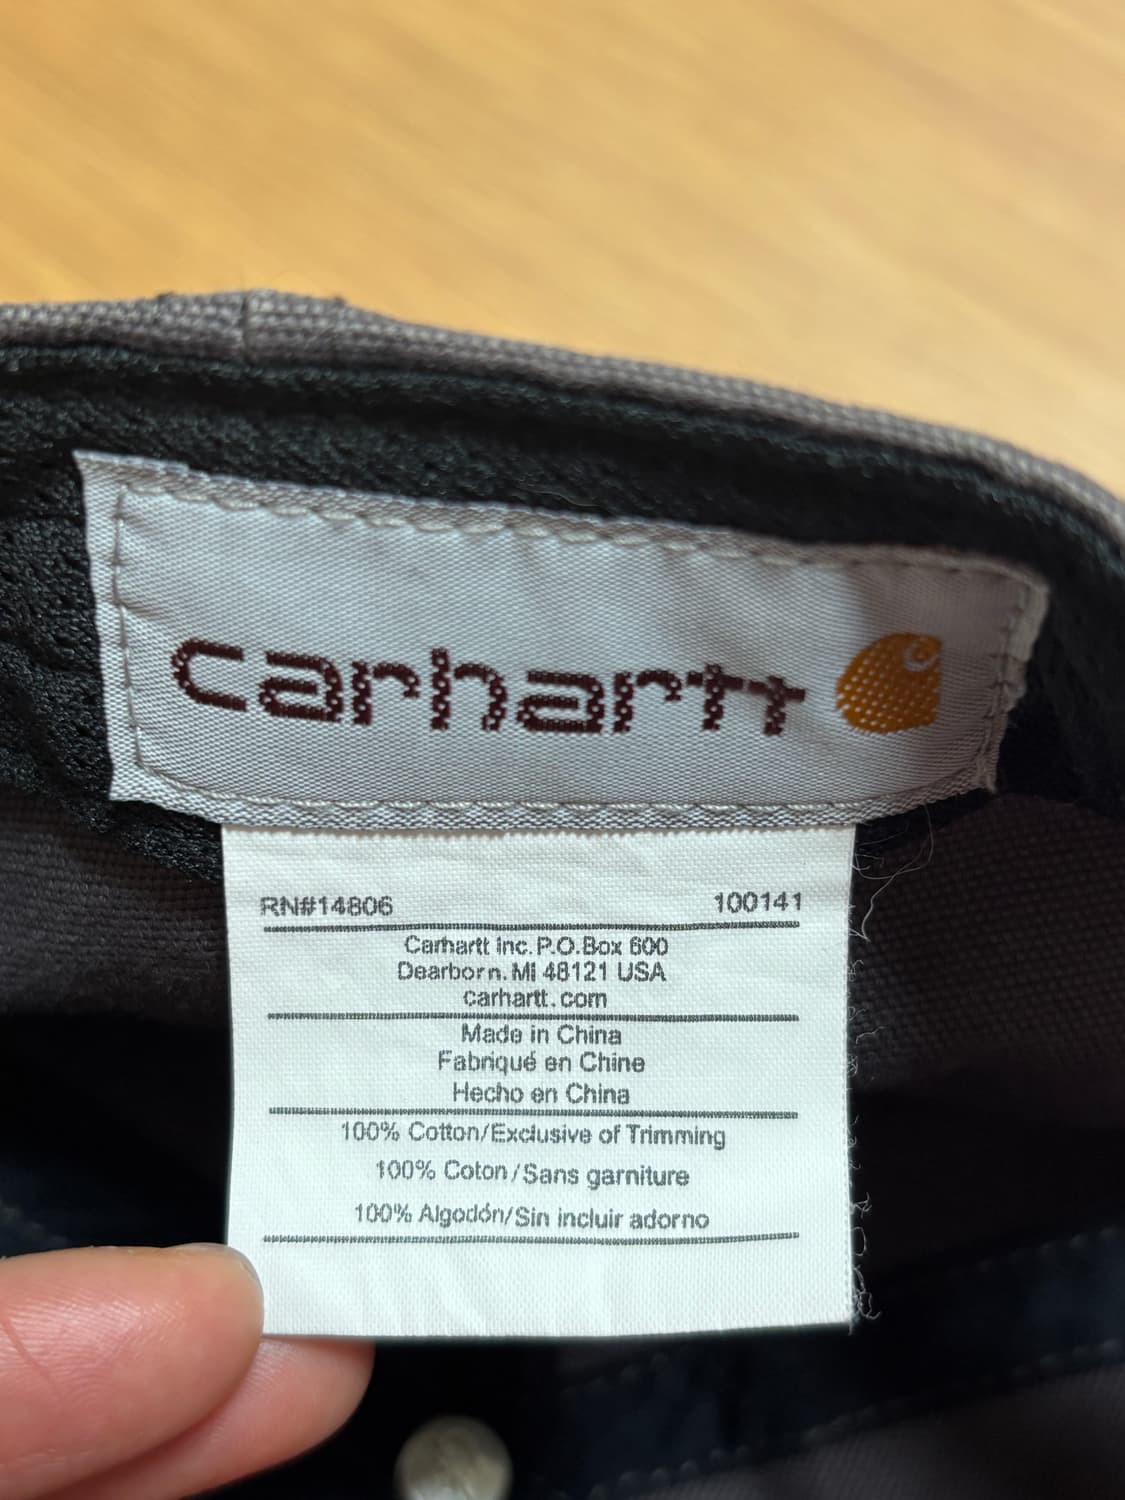 carhartt
RN#14806 100141
Carhartt Inc. P.O.Box 600
Dearborn. MI 48121 USA
carhartt.com
Made in China
Fabriqué en Chine
Hecho en China
100% Cotton/Exclusive of Trimming
100% Coton/Sans garniture
100% Algodón/Sin incluir adorno